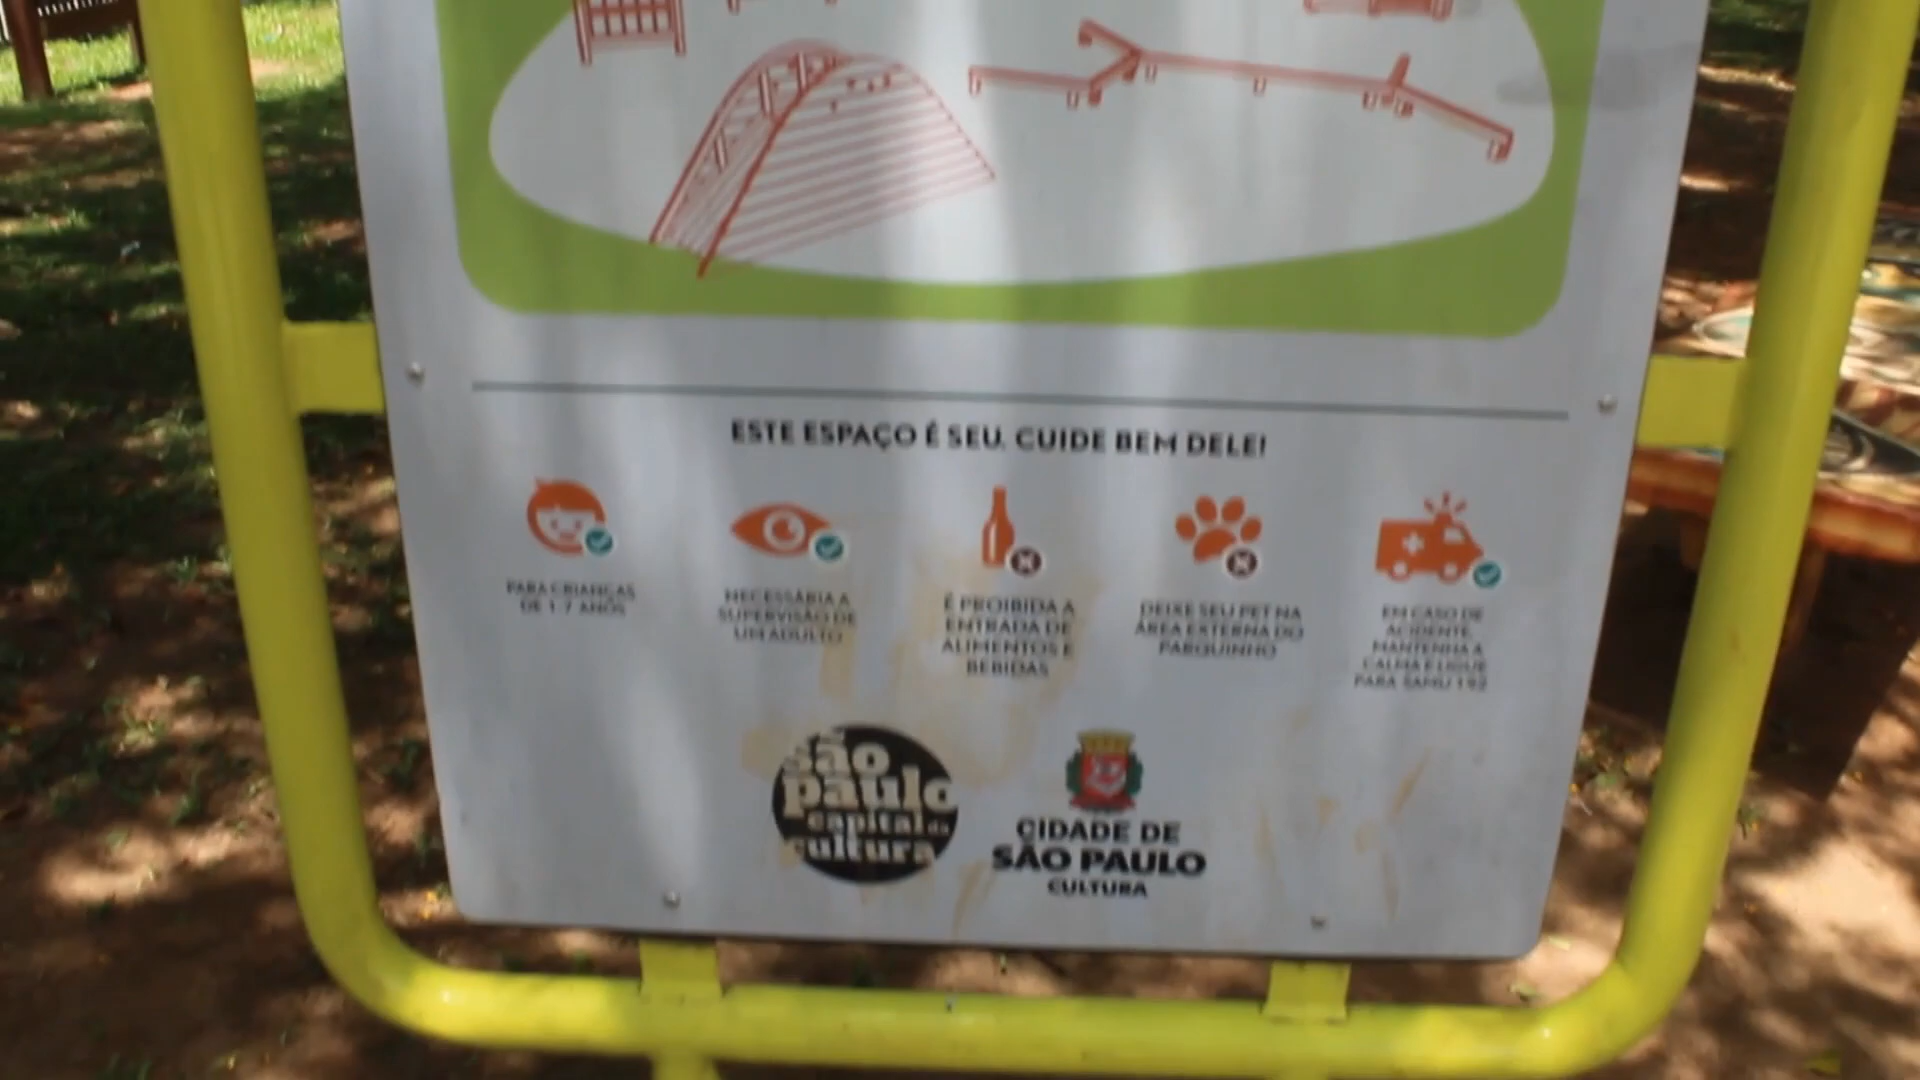 ESTE ESPAÇO É SEU. CUIDE BEM DELE!
PARA CRIANÇAS
DE 1-7 ANOS
NECESSÁRIA A
SUPERVISÃO DE
UM ADULTO
É PROIBIDA A
ENTRADA DE
ALIMENTOS E
BEBIDAS
DEIXE SEU PET NA
ÁREA EXTERNA DO
PARQUINHO
EM CASO DE
ACIDENTE,
MANTENHA A
CALMA E LIGUE
PARA SAMU 192
são
paulo
capital da
cultura
CIDADE DE
SÃO PAULO
CULTURA